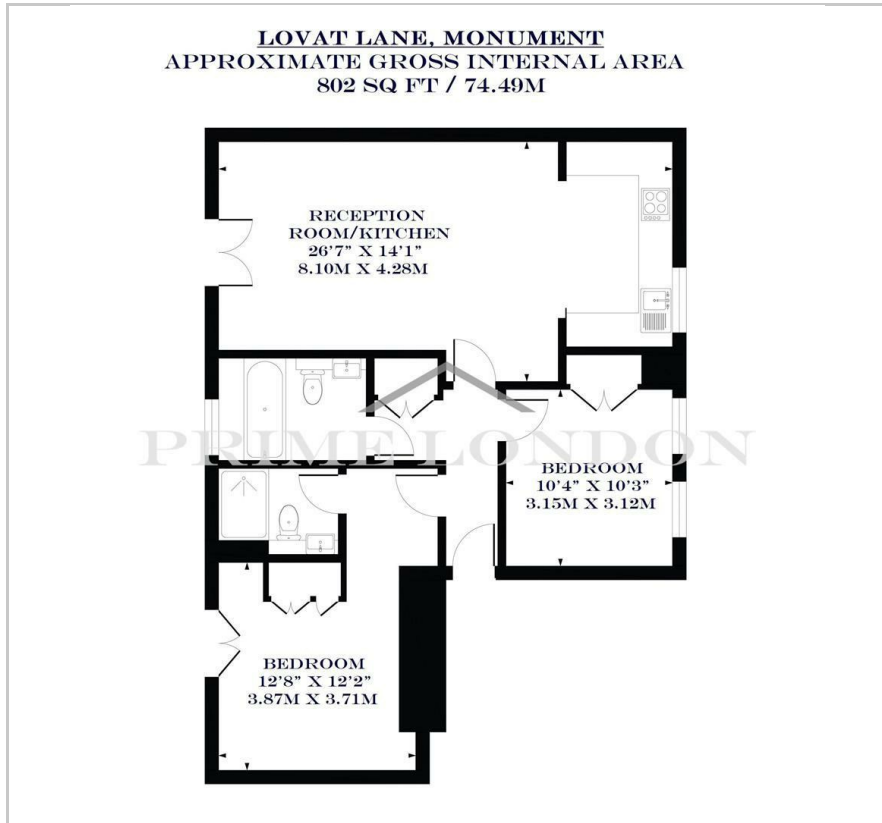 LOVAT LANE, MONUMENT
APPROXIMATE GROSS INTERNAL AREA
802 SQ FT / 74.49M
RECEPTION
ROOM/KITCHEN
26'7" X 14'1"
8.10M X 4.28M
PRIME LONDON
BEDROOM
10'4" X 10'3"
3.15M X 3.12M
BEDROOM
12'8" X 12'2"
3.87M X 3.71M